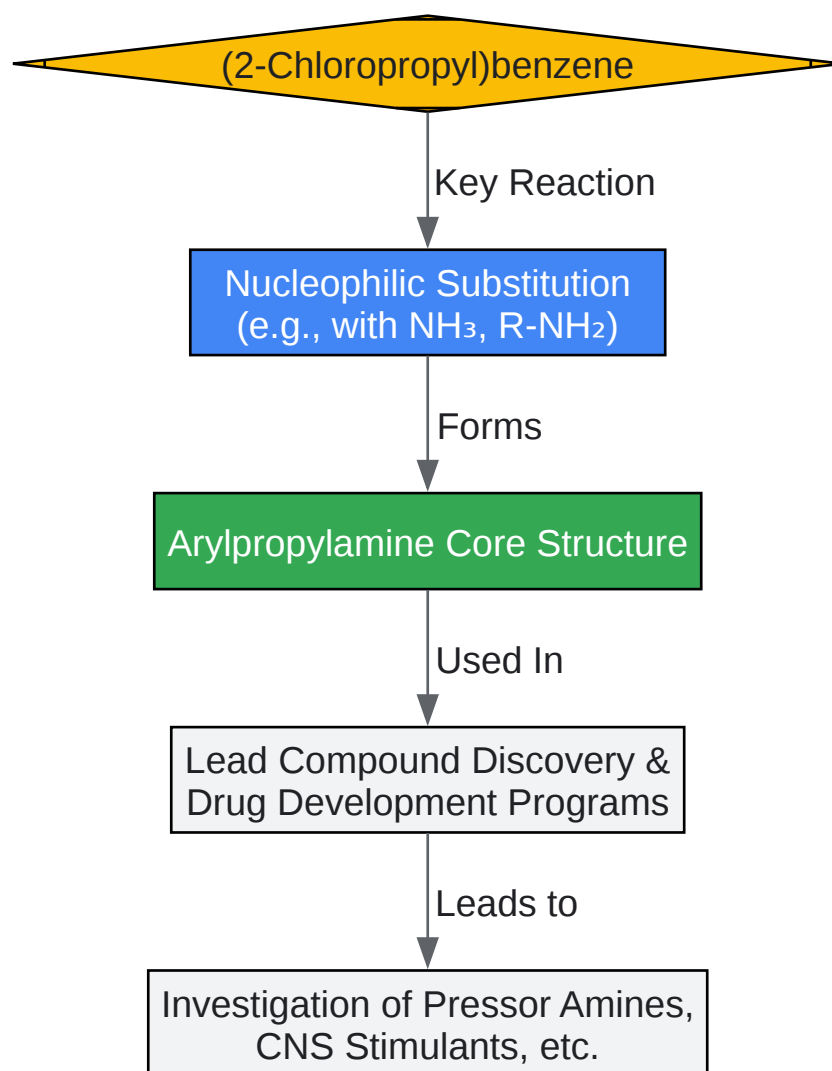 (2-Chloropropyl)benzene
Key Reaction
Nucleophilic Substitution
(e.g., with NH₃, R-NH₂)
Forms
Arylpropylamine Core Structure
Used In
Lead Compound Discovery &
Drug Development Programs
Leads to
Investigation of Pressor Amines,
CNS Stimulants, etc.